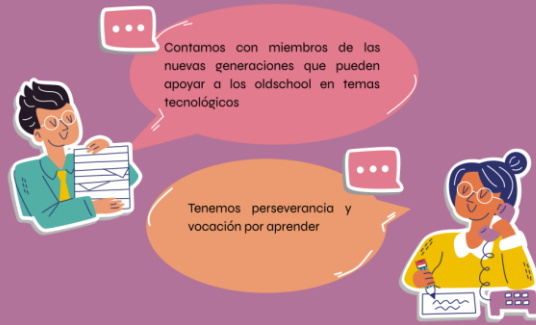 Contamos con miembros de las
nuevas generaciones que pueden
apoyar a los oldschool en temas
tecnológicos
Tenemos perseverancia y
vocación por aprender